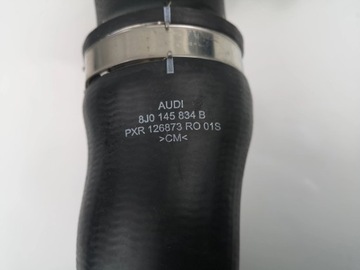 AUDI
8J0 145 834 B
PXR 126873 RO 01S
>CM<